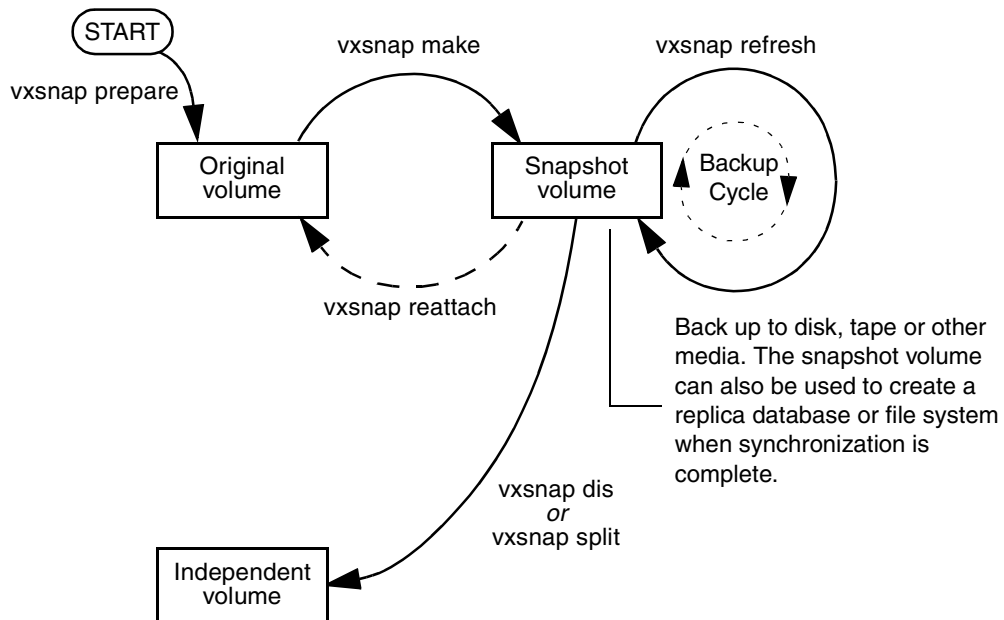 START
vxsnap prepare
vxsnap make
vxsnap refresh
Original
volume
Snapshot
volume
Backup
Cycle
vxsnap reattach
Back up to disk, tape or other
media. The snapshot volume
can also be used to create a
replica database or file system
when synchronization is
complete.
vxsnap dis
or
vxsnap split
Independent
volume